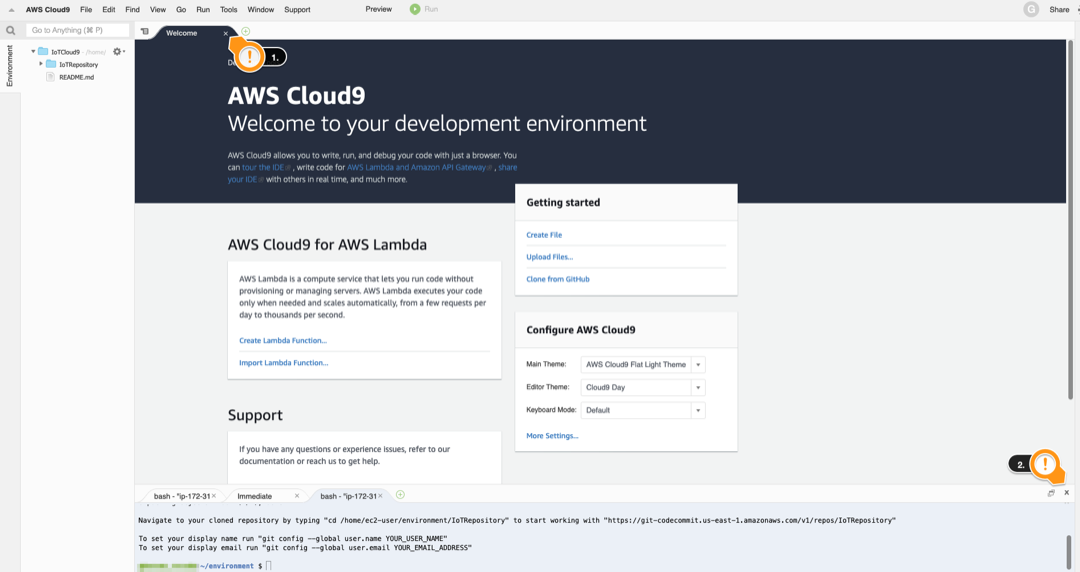 AWS Cloud9 File Edit Find View Go Run Tools Window Support Preview Run G Share
Go to Anything (⌘ P)
Welcome
Environment
IoTCloud9 - /home/
IoTRepository
README.md
! 1.
AWS Cloud9
Welcome to your development environment
AWS Cloud9 allows you to write, run, and debug your code with just a browser. You
can tour the IDE, write code for AWS Lambda and Amazon API Gateway, share
your IDE with others in real time, and much more.
Getting started
Create File
Upload Files...
Clone from GitHub
AWS Cloud9 for AWS Lambda
AWS Lambda is a compute service that lets you run code without
provisioning or managing servers. AWS Lambda executes your code
only when needed and scales automatically, from a few requests per
day to thousands per second.
Create Lambda Function...
Import Lambda Function...
Configure AWS Cloud9
Main Theme: AWS Cloud9 Flat Light Theme
Editor Theme: Cloud9 Day
Keyboard Mode: Default
More Settings...
Support
If you have any questions or experience issues, refer to our
documentation or reach us to get help.
2. !
bash - "ip-172-31 Immediate bash - "ip-172-31
Navigate to your cloned repository by typing "cd /home/ec2-user/environment/IoTRepository" to start working with "https://git-codecommit.us-east-1.amazonaws.com/v1/repos/IoTRepository"
To set your display name run "git config --global user.name YOUR_USER_NAME"
To set your display email run "git config --global user.email YOUR_EMAIL_ADDRESS"
~/environment $